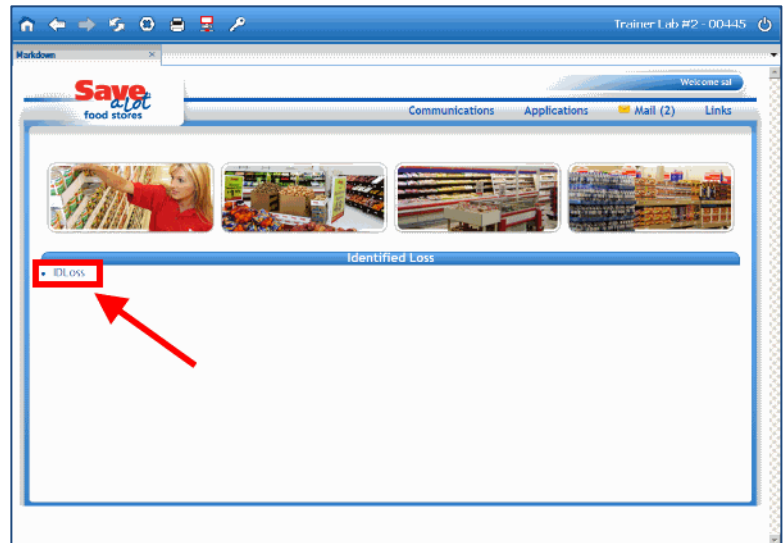 Trainer Lab #2 - 00445
Markdown
Save
a lot
food stores
Welcome sal
Communications Applications Mail (2) Links
Identified Loss
IDLoss